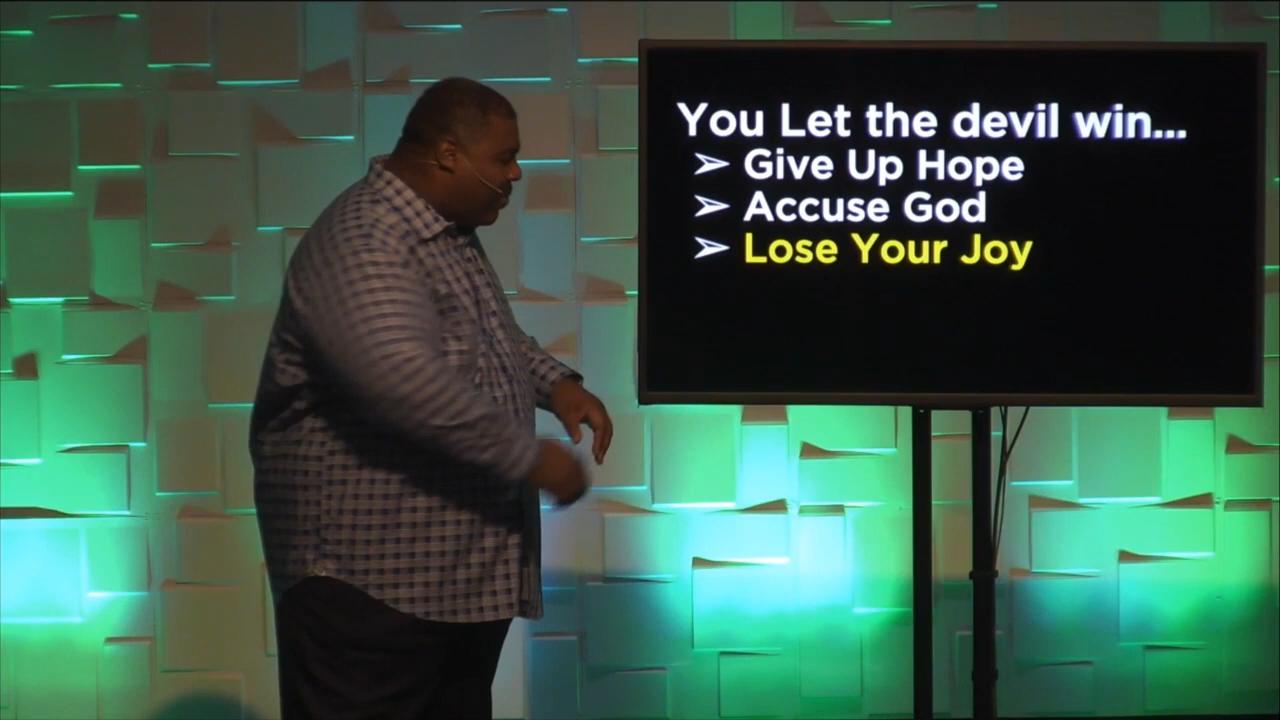 You Let the devil win...
➢ Give Up Hope
➢ Accuse God
➢ Lose Your Joy